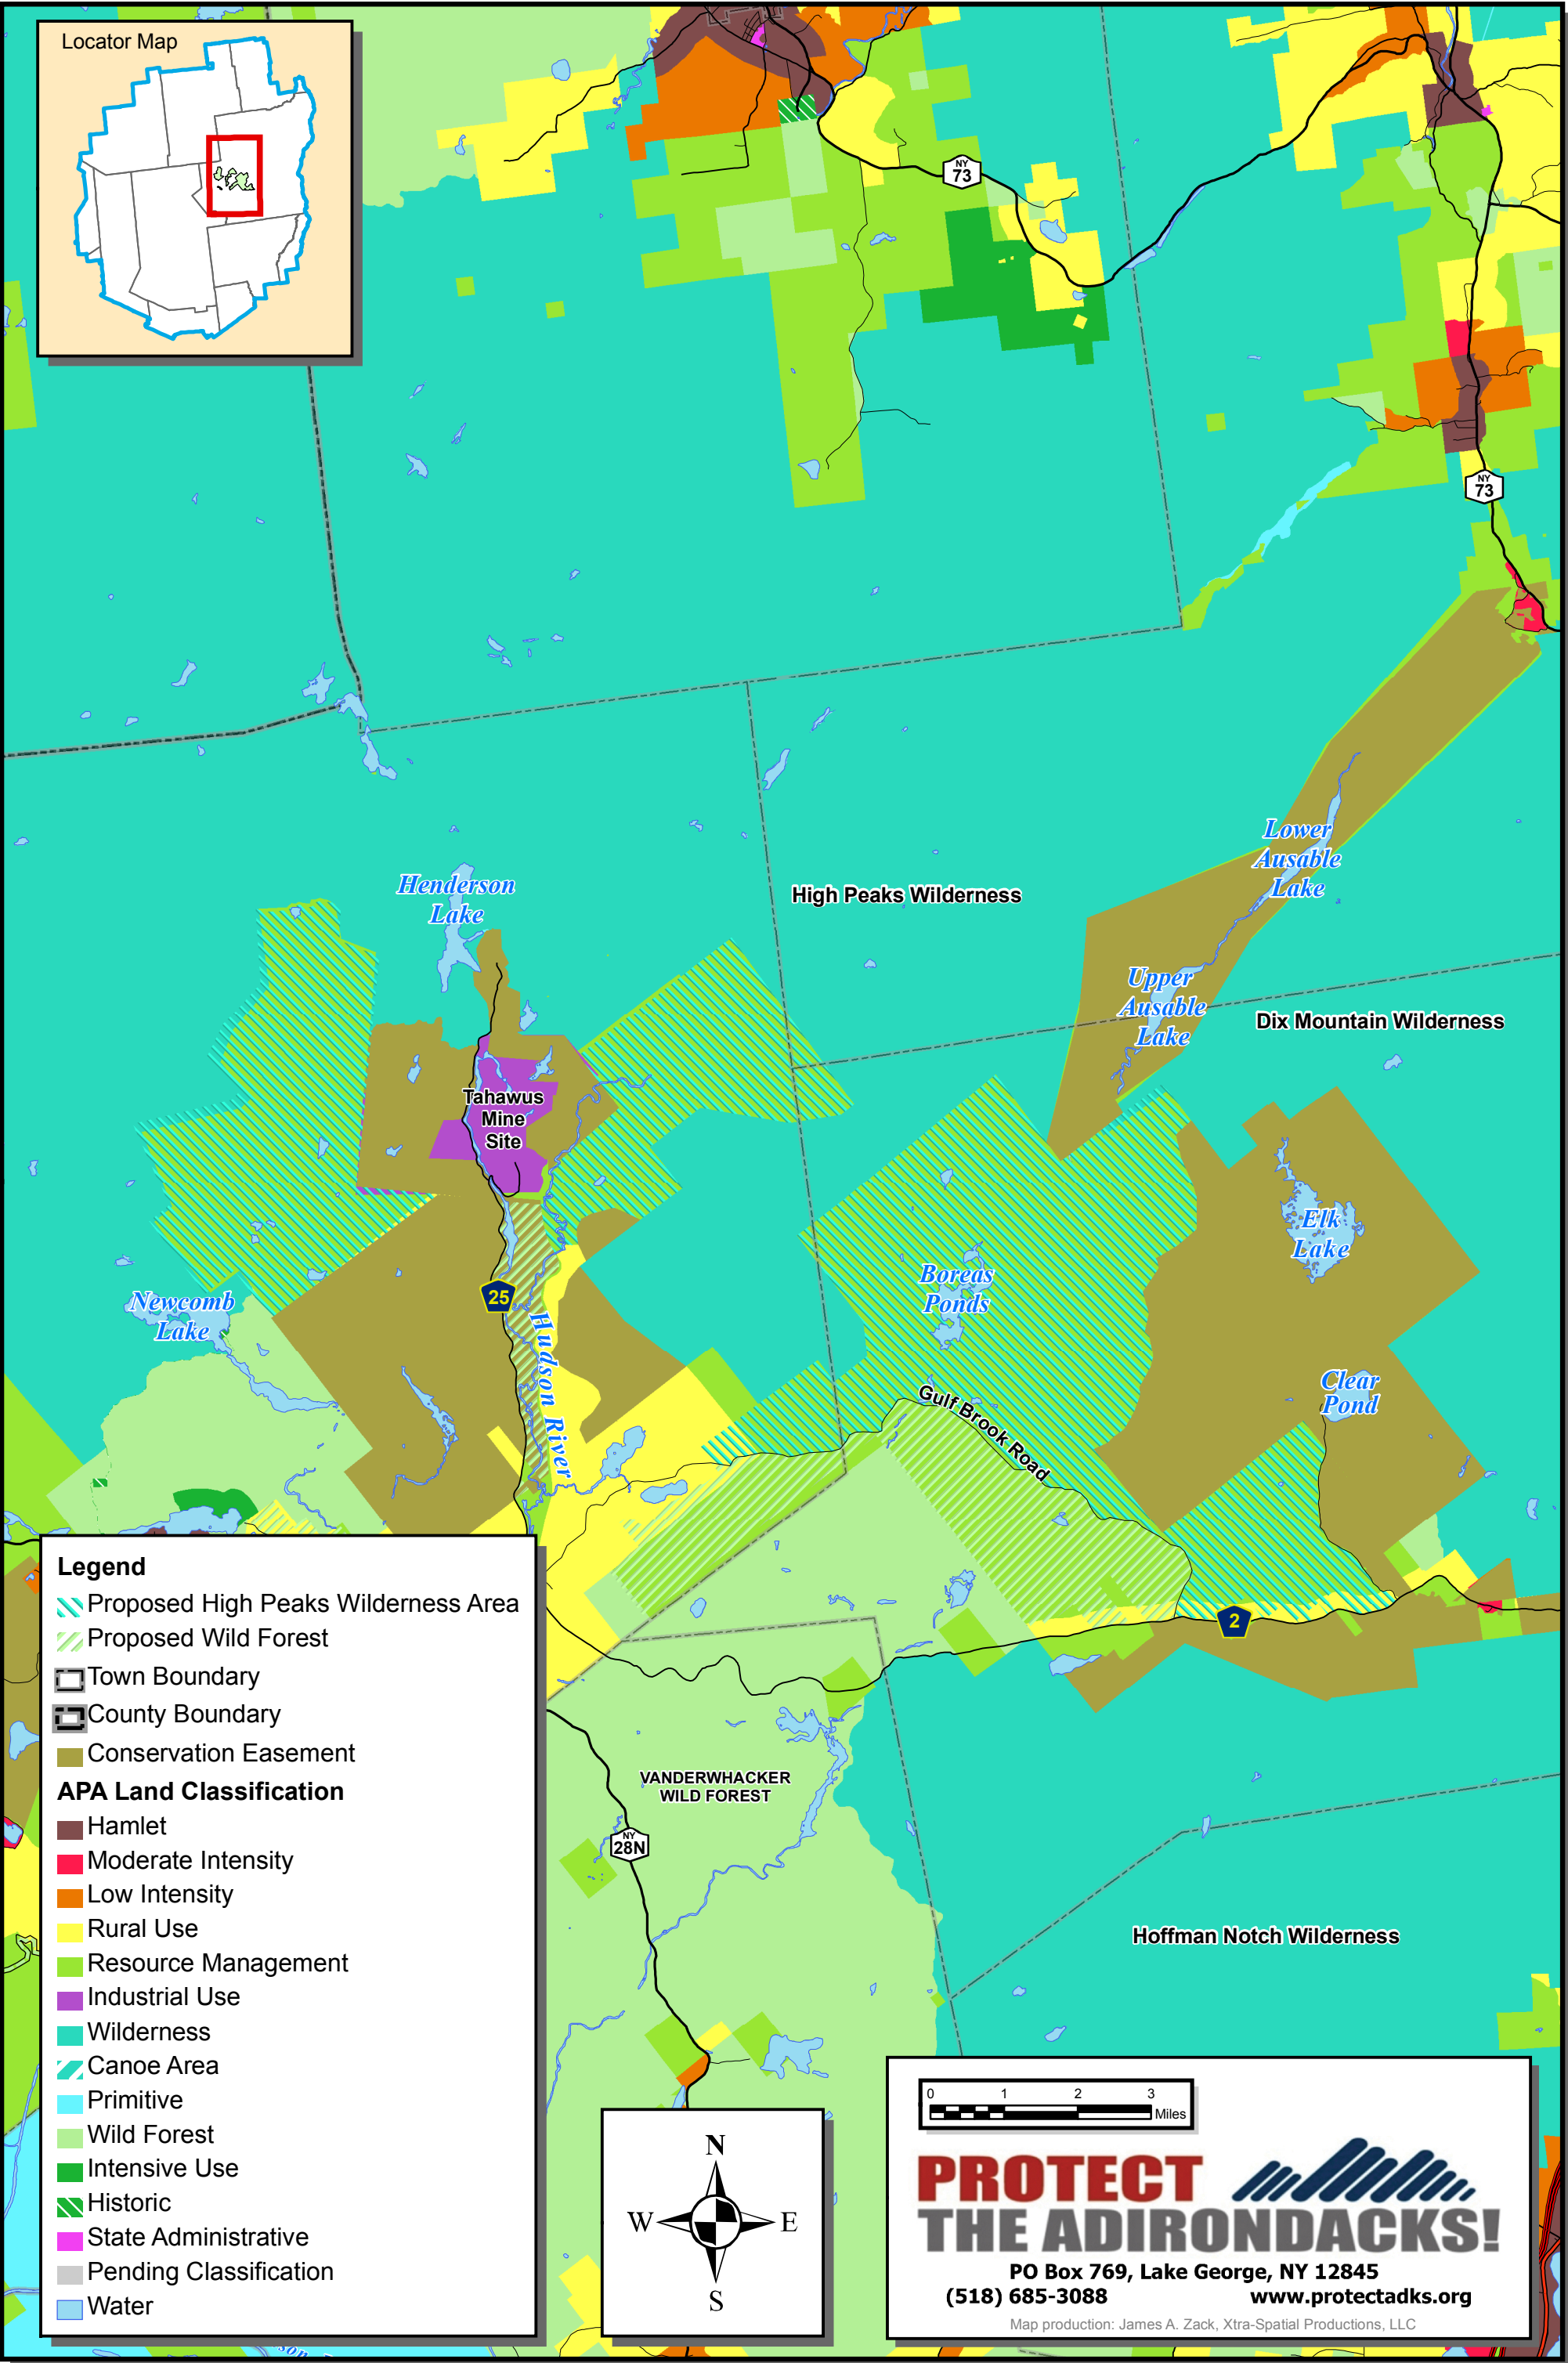 Locator Map
NY
73
NY
73
Lower
Ausable
Lake
Henderson
Lake
High Peaks Wilderness
Upper
Ausable
Lake
Dix Mountain Wilderness
Tahawus
Mine
Site
Elk
Lake
Boreas
Ponds
Newcomb
Lake
25
Hudson River
Clear
Pond
Gulf Brook Road
2
VANDERWHACKER
WILD FOREST
NY
28N
Hoffman Notch Wilderness
Legend
Proposed High Peaks Wilderness Area
Proposed Wild Forest
Town Boundary
County Boundary
Conservation Easement
APA Land Classification
Hamlet
Moderate Intensity
Low Intensity
Rural Use
Resource Management
Industrial Use
Wilderness
Canoe Area
Primitive
Wild Forest
Intensive Use
Historic
State Administrative
Pending Classification
Water
N
W E
S
0 1 2 3
Miles
PROTECT
THE ADIRONDACKS!
PO Box 769, Lake George, NY 12845
(518) 685-3088 www.protectadks.org
Map production: James A. Zack, Xtra-Spatial Productions, LLC